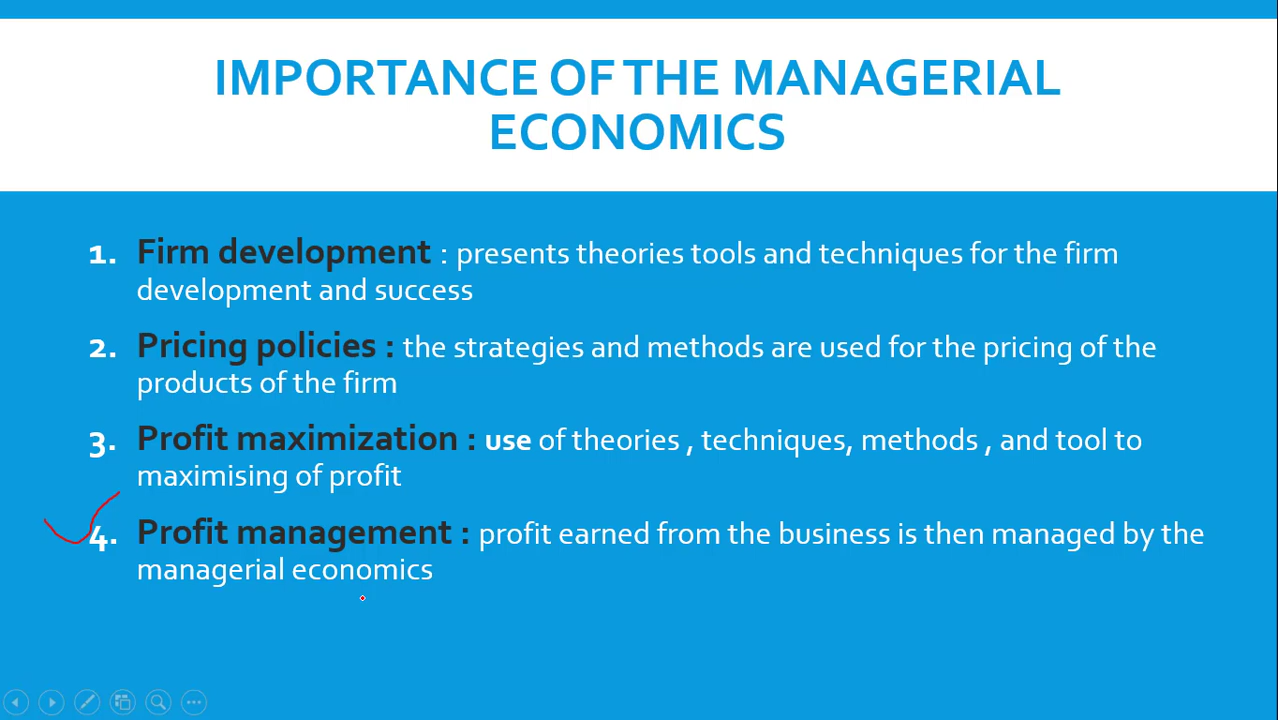 IMPORTANCE OF THE MANAGERIAL
ECONOMICS
1. Firm development : presents theories tools and techniques for the firm
development and success
2. Pricing policies : the strategies and methods are used for the pricing of the
products of the firm
3. Profit maximization : use of theories , techniques, methods , and tool to
maximising of profit
4. Profit management : profit earned from the business is then managed by the
managerial economics